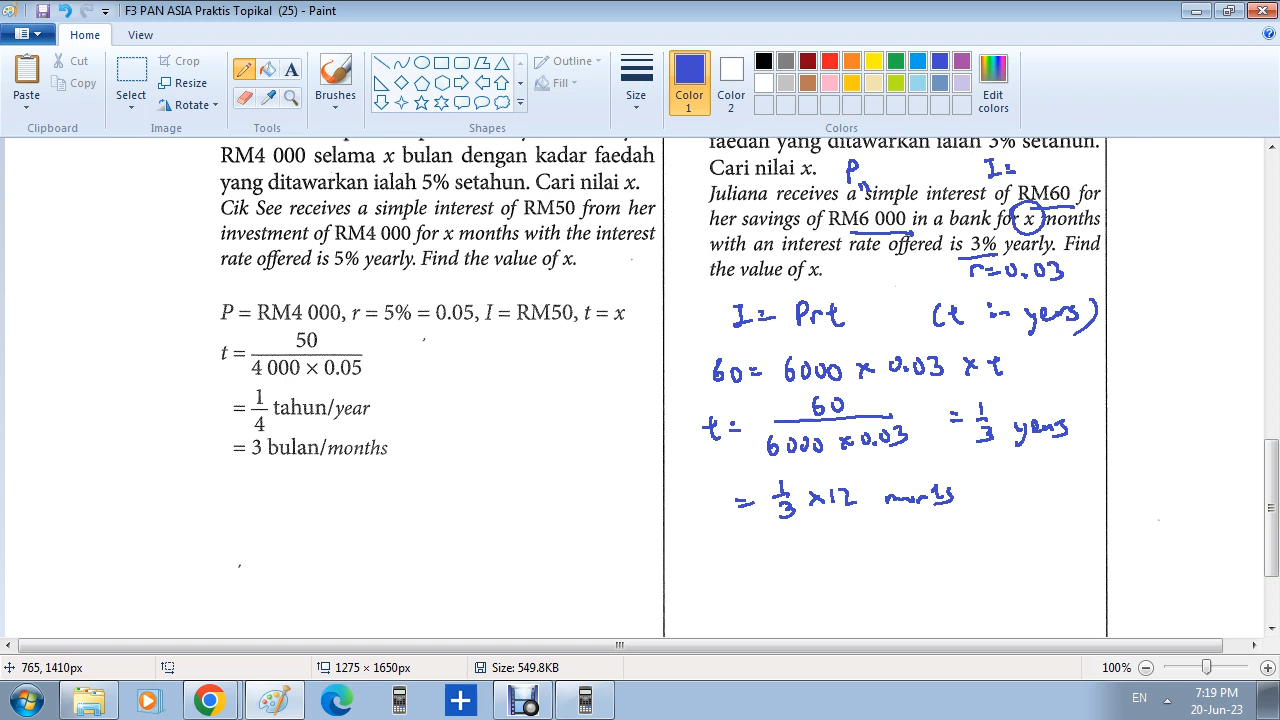 F3 PAN ASIA Praktis Topikal (25) - Paint
Home View
Paste
Cut
Copy
Clipboard
Select
Crop
Resize
Rotate
Image
Tools
Brushes
Shapes
Outline
Fill
Size
Color 1
Color 2
Edit colors
Colors
RM4 000 selama x bulan dengan kadar faedah
yang ditawarkan ialah 5% setahun. Cari nilai x.
Cik See receives a simple interest of RM50 from her
investment of RM4 000 for x months with the interest
rate offered is 5% yearly. Find the value of x.
P = RM4 000, r = 5% = 0.05, I = RM50, t = x
t = 50 / 4 000 × 0.05
= 1/4 tahun/year
= 3 bulan/months
faedah yang ditawarkan ialah 3% setahun.
Cari nilai x.
P I=
Juliana receives a simple interest of RM60 for
her savings of RM6 000 in a bank for x months
with an interest rate offered is 3% yearly. Find
the value of x.
r=0.03
I = Prt (t in years)
60 = 6000 × 0.03 × t
t = 60 / 6000 × 0.03 = 1/3 years
= 1/3 × 12 months
765, 1410px
1275 × 1650px
Size: 549.8KB
100%
EN
7:19 PM
20-Jun-23